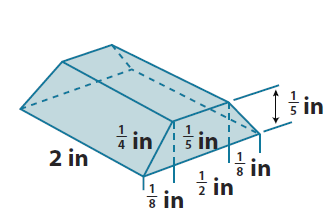 1/5 in
1/4 in
1/5 in
2 in
1/8 in
1/2 in
1/8 in